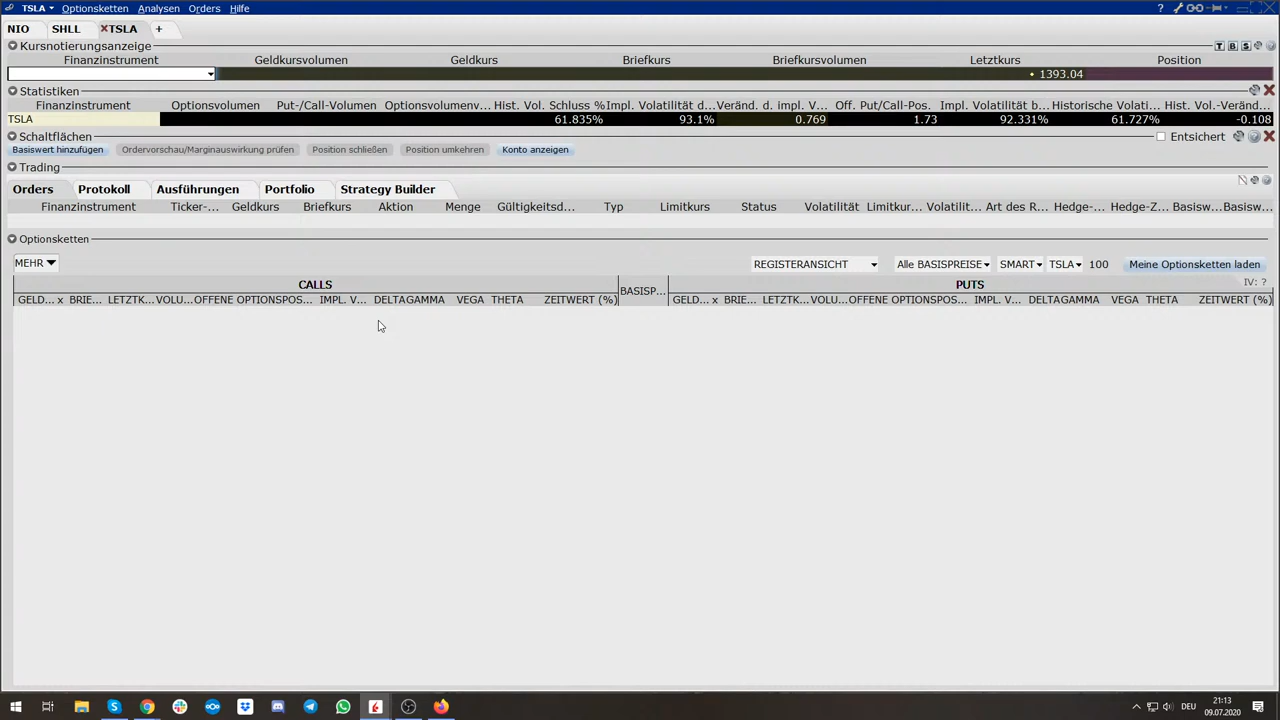 TSLA Optionsketten Analysen Orders Hilfe ?
NIO SHLL TSLA +
Kursnotierungsanzeige T B S
Finanzinstrument Geldkursvolumen Geldkurs Briefkurs Briefkursvolumen Letztkurs Position
• 1393.04
Statistiken
Finanzinstrument Optionsvolumen Put-/Call-Volumen Optionsvolumenv... Hist. Vol. Schluss % Impl. Volatilität d... Veränd. d. impl. V... Off. Put/Call-Pos. Impl. Volatilität b... Historische Volati... Hist. Vol.-Veränd...
TSLA 61.835% 93.1% 0.769 1.73 92.331% 61.727% -0.108
Schaltflächen Entsichert
Basiswert hinzufügen Ordervorschau/Marginauswirkung prüfen Position schließen Position umkehren Konto anzeigen
Trading
Orders Protokoll Ausführungen Portfolio Strategy Builder
Finanzinstrument Ticker-... Geldkurs Briefkurs Aktion Menge Gültigkeitsd... Typ Limitkurs Status Volatilität Limitkur... Volatilit... Art des R... Hedge-... Hedge-Z... Basisw... Basisw...
Optionsketten
MEHR REGISTERANSICHT Alle BASISPREISE SMART TSLA 100 Meine Optionsketten laden
CALLS BASISP... PUTS IV: ?
GELD... x BRIE... LETZTK... VOLU... OFFENE OPTIONSPOS... IMPL. V... DELTA GAMMA VEGA THETA ZEITWERT (%) GELD... x BRIE... LETZTK... VOLU... OFFENE OPTIONSPOS... IMPL. V... DELTA GAMMA VEGA THETA ZEITWERT (%)
DEU 21:13
09.07.2020